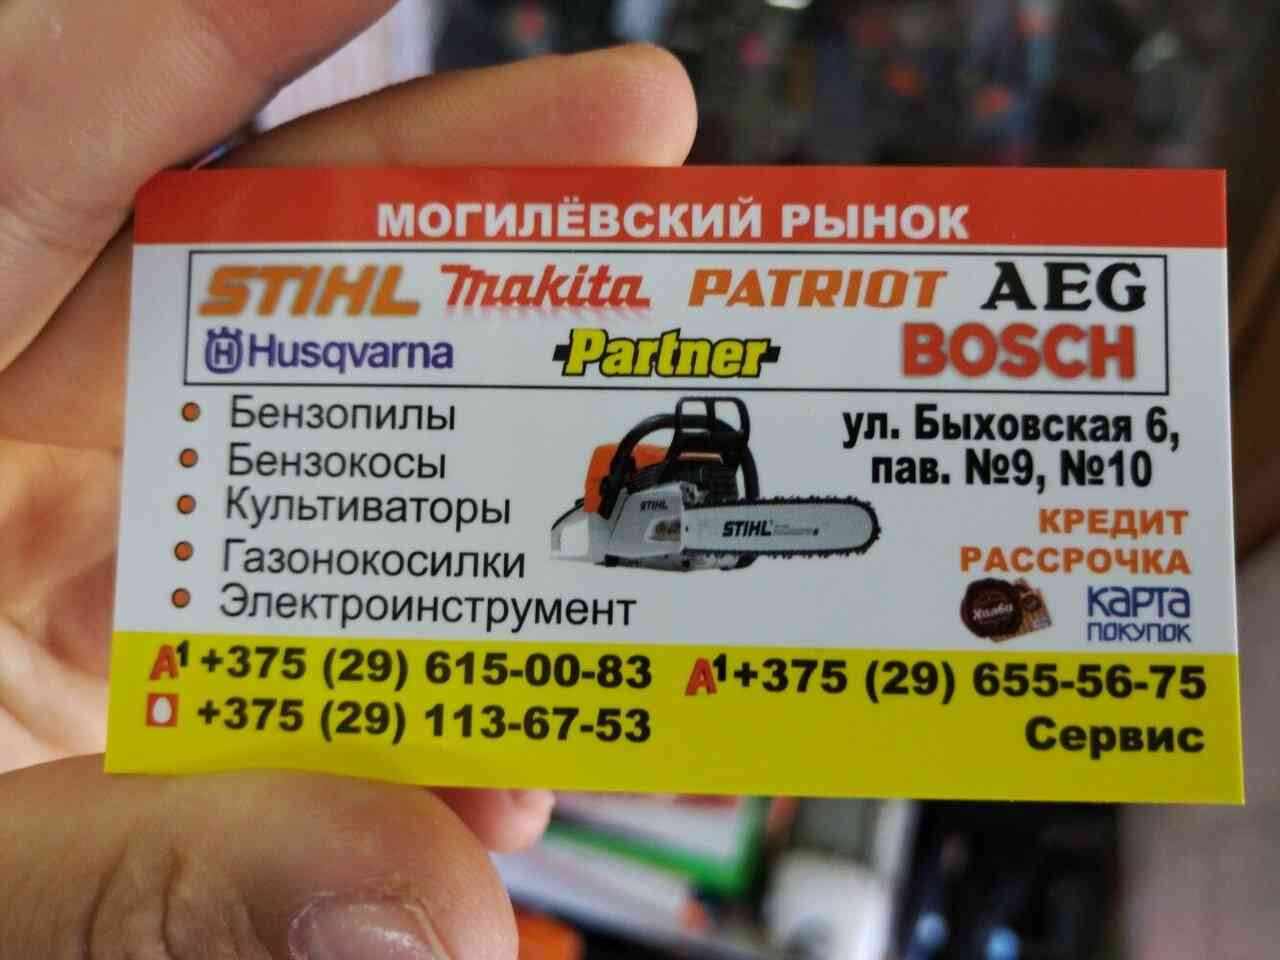 МОГИЛЁВСКИЙ РЫНОК
STIHL makita PATRIOT AEG
Husqvarna Partner BOSCH
Бензопилы
Бензокосы
Культиваторы
Газонокосилки
Электроинструмент
STIHL
STIHL
ул. Быховская 6,
пав. №9, №10
КРЕДИТ
РАССРОЧКА
Халва
КАРТА
ПОКУПОК
A1 +375 (29) 615-00-83
+375 (29) 113-67-53
A1 +375 (29) 655-56-75
Сервис